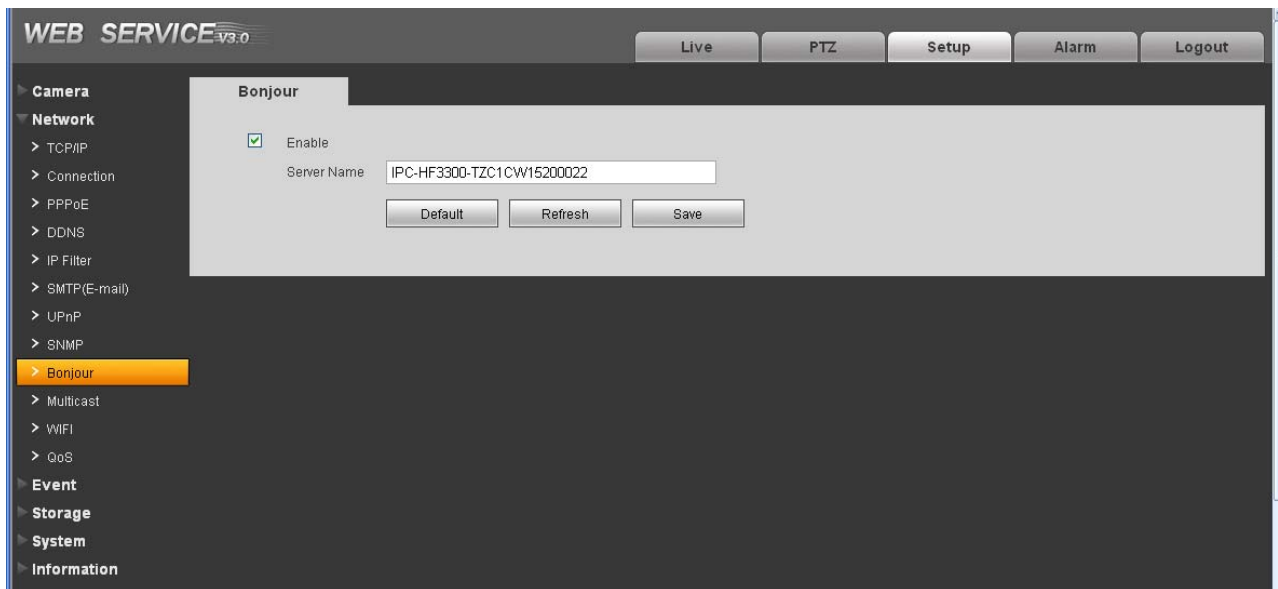 WEB SERVICE V3.0
Live PTZ Setup Alarm Logout
Camera
Network
> TCP/IP
> Connection
> PPPoE
> DDNS
> IP Filter
> SMTP(E-mail)
> UPnP
> SNMP
> Bonjour
> Multicast
> WIFI
> QoS
Event
Storage
System
Information
Bonjour
Enable
Server Name IPC-HF3300-TZC1CW15200022
Default Refresh Save